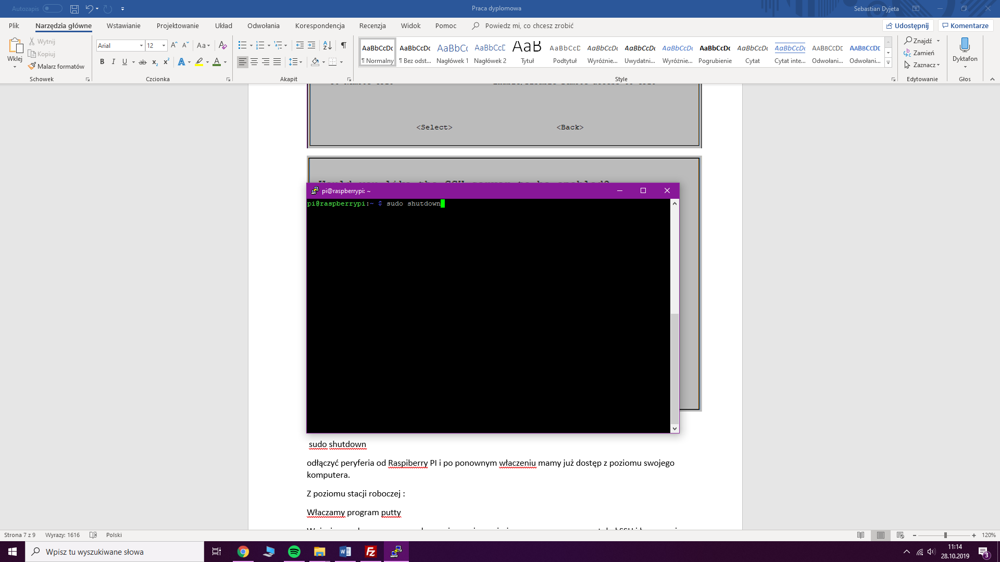 Autozapis
Praca dyplomowa
Sebastian Dyjeta
Plik Narzędzia główne Wstawianie Projektowanie Układ Odwołania Korespondencja Recenzja Widok Pomoc Powiedz mi, co chcesz zrobić Udostępnij Komentarze
Wklej
Wytnij
Kopiuj
Malarz formatów
Schowek
Arial 12
Czcionka
Akapit
AaBbCcDc AaBbCcDc AaBbCc AaBbCcD AaB AaBbCcD AaBbCcDc AaBbCcDc AaBbCcDc AaBbCcDc AaBbCcDc AaBbCcDc AaBbCcDd AaBbCcDd
¶ Normalny ¶ Bez odst... Nagłówek 1 Nagłówek 2 Tytuł Podtytuł Wyróżnie... Uwydatni... Wyróżnie... Pogrubienie Cytat Cytat inte... Odwołani... Odwołani...
Style
Znajdź
Zamień
Zaznacz
Edytowanie
Dyktafon
Głos
<Select> <Back>
pi@raspberrypi: ~
pi@raspberrypi:~ $ sudo shutdown
sudo shutdown
odłączyć peryferia od Raspiberry PI i po ponownym właczeniu mamy już dostęp z poziomu swojego
komputera.
Z poziomu stacji roboczej :
Właczamy program putty
Strona 7 z 9 Wyrazy: 1616 Polski 120%
Wpisz tu wyszukiwane słowa
11:14
28.10.2019
3